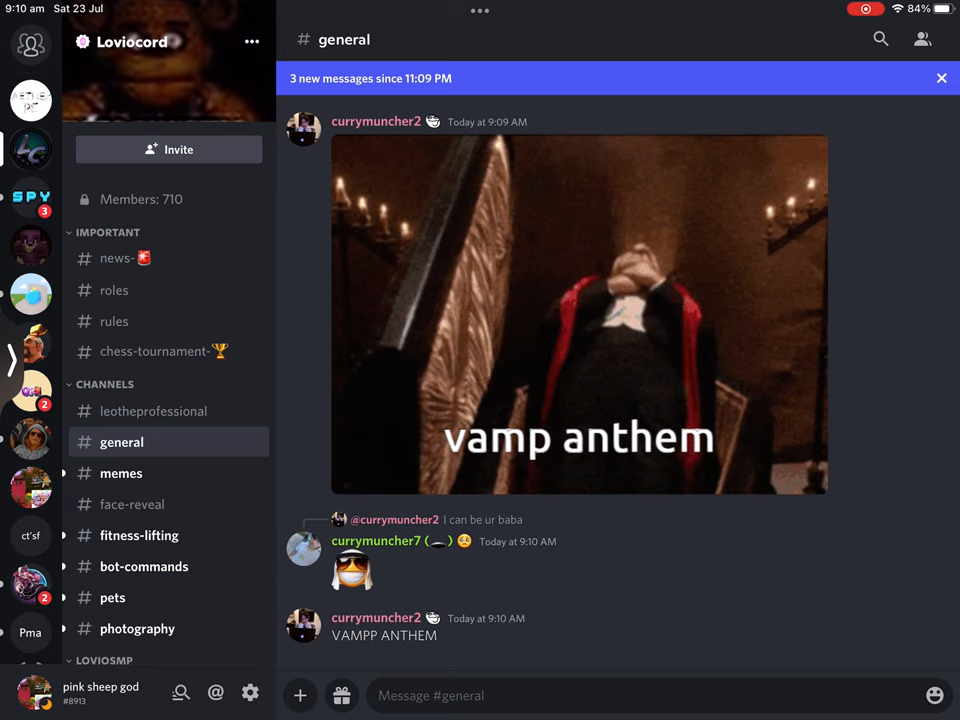 9:10 am Sat 23 Jul
84%
Loviocord
Invite
Members: 710
IMPORTANT
news-
roles
rules
chess-tournament-
CHANNELS
leotheprofessional
general
memes
face-reveal
fitness-lifting
bot-commands
pets
photography
LOVIOSMP
SPY
3
2
ct'sf
2
Pma
pink sheep god
#8913
# general
3 new messages since 11:09 PM
currymuncher2 Today at 9:09 AM
vamp anthem
@currymuncher2 I can be ur baba
currymuncher7 ( ) Today at 9:10 AM
currymuncher2 Today at 9:10 AM
VAMPP ANTHEM
Message #general